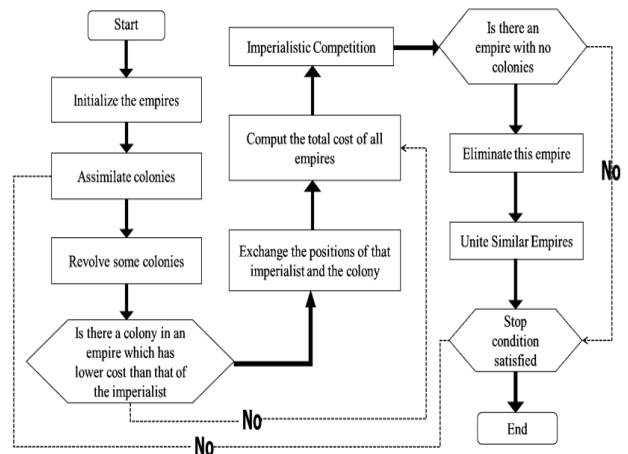 Start
Initialize the empires
Assimilate colonies
Revolve some colonies
Is there a colony in an
empire which has
lower cost than that of
the imperialist
No
No
Exchange the positions of that
imperialist and the colony
Comput the total cost of all
empires
Imperialistic Competition
Is there an
empire with no
colonies
No
Eliminate this empire
Unite Similar Empires
Stop
condition
satisfied
End